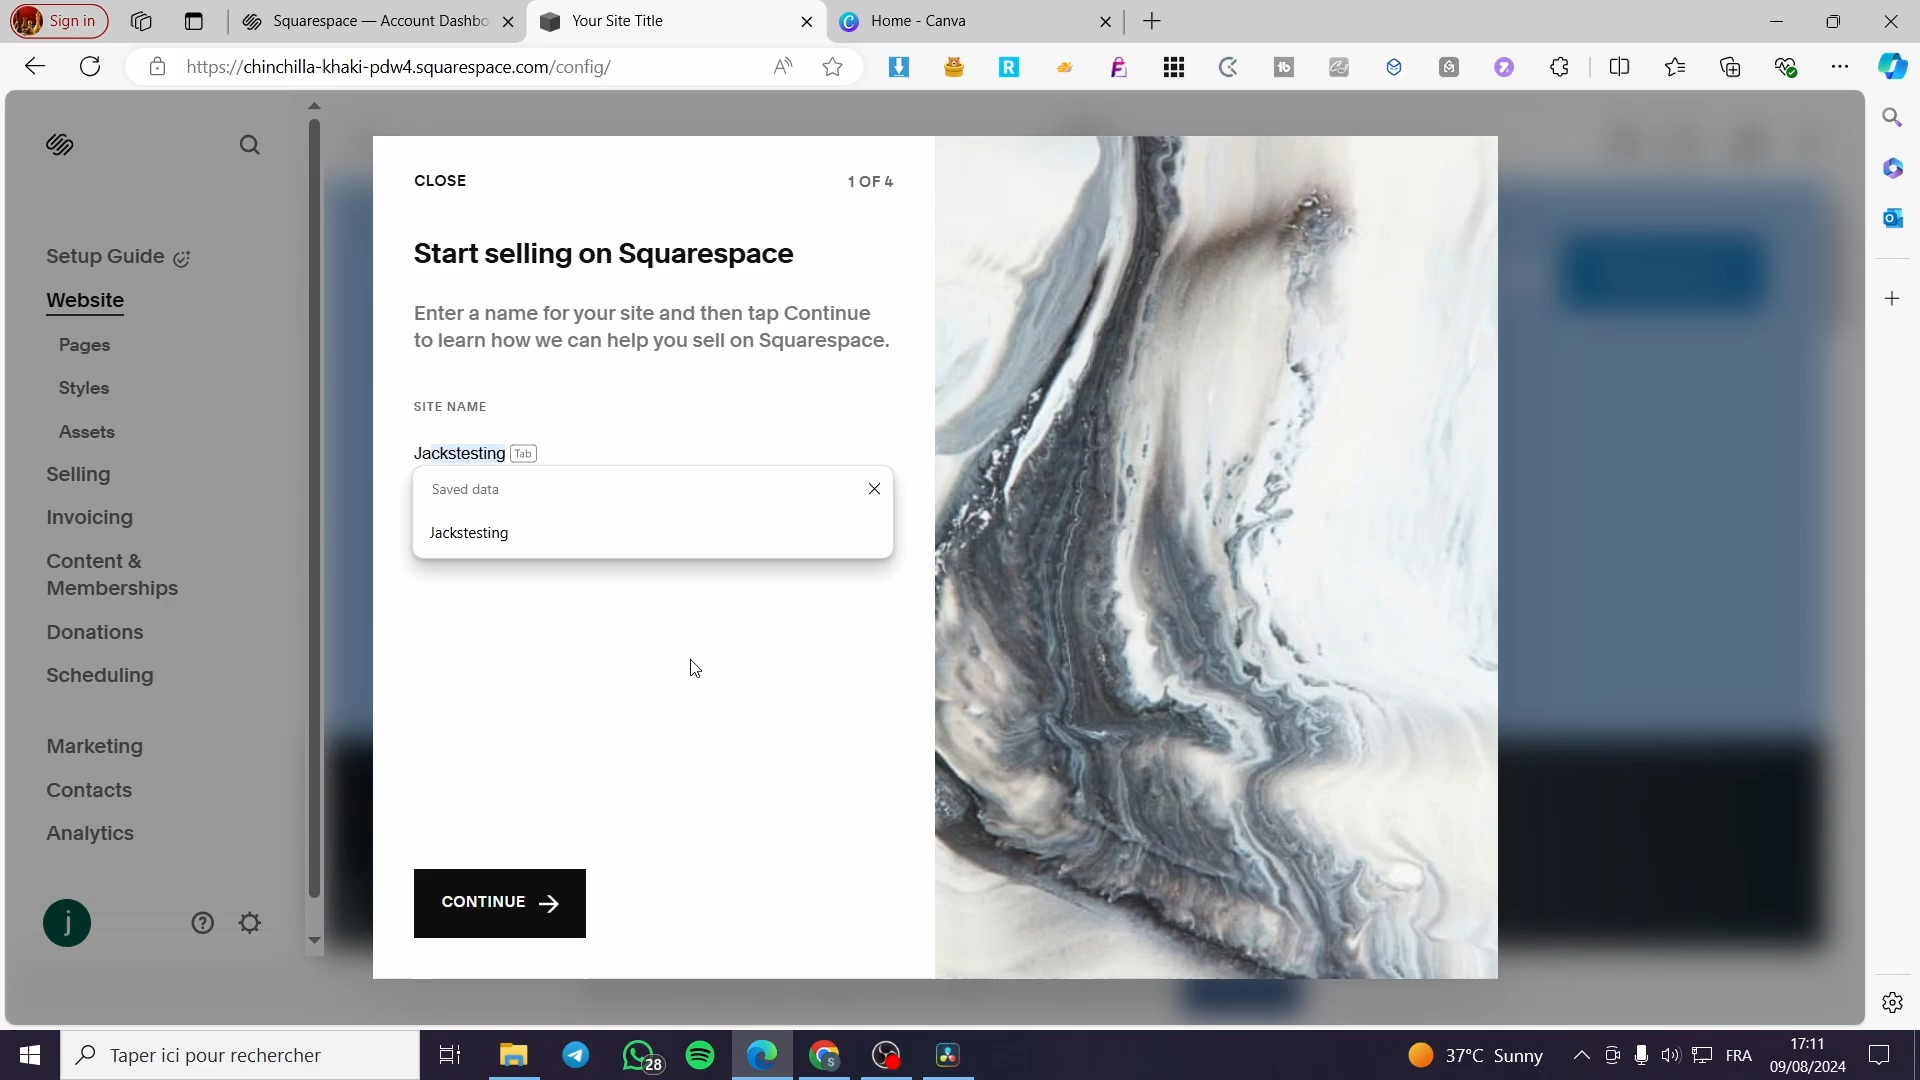 Sign in
Squarespace — Account Dashbo
Your Site Title
Home - Canva
https://chinchilla-khaki-pdw4.squarespace.com/config/
CLOSE
1 OF 4
Start selling on Squarespace
Enter a name for your site and then tap Continue
to learn how we can help you sell on Squarespace.
SITE NAME
Jackstesting Tab
Saved data
Jackstesting
CONTINUE
Setup Guide
Website
Pages
Styles
Assets
Selling
Invoicing
Content &
Memberships
Donations
Scheduling
Marketing
Contacts
Analytics
j
Taper ici pour rechercher
28
S
37°C Sunny
FRA
17:11
09/08/2024